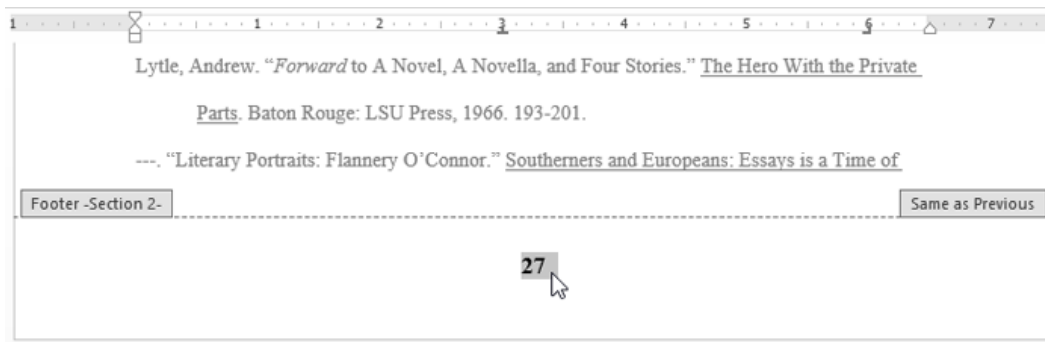 1 1 2 3 4 5 6 7
Lytle, Andrew. “Forward to A Novel, A Novella, and Four Stories.” The Hero With the Private
Parts. Baton Rouge: LSU Press, 1966. 193-201.
---. “Literary Portraits: Flannery O’Connor.” Southerners and Europeans: Essays is a Time of
Footer -Section 2- Same as Previous
27